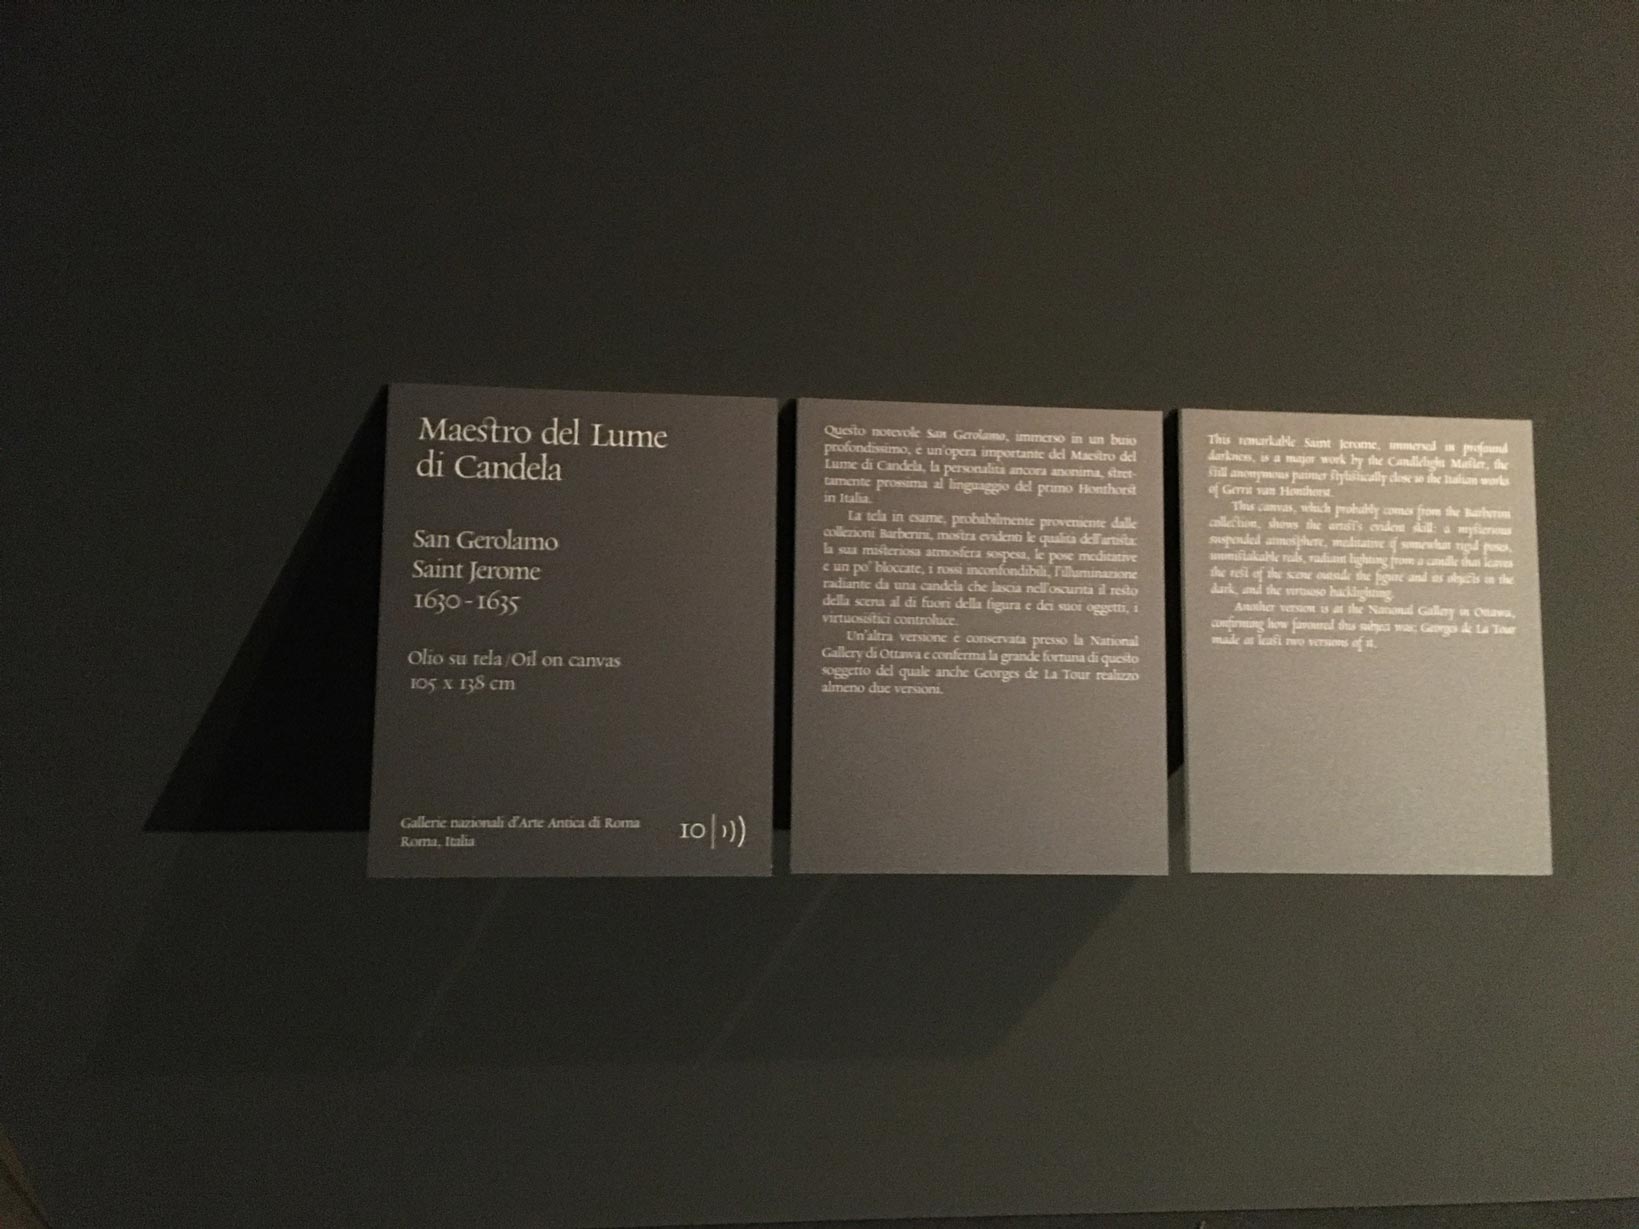 Maestro del Lume
di Candela
San Gerolamo
Saint Jerome
1630-1635
Olio su tela/Oil on canvas
105 x 138 cm
Gallerie nazionali d'Arte Antica di Roma
Roma, Italia
10
Questo notevole San Gerolamo, immerso in un buio
profondissimo, è un'opera importante del Maestro del
Lume di Candela, la personalità ancora anonima, stret-
tamente prossima al linguaggio del primo Honthorst
in Italia.
La tela in esame, probabilmente proveniente dalle
collezioni Barberini, mostra evidenti le qualità dell'artista:
la sua misteriosa atmosfera sospesa, le pose meditative
e un po' bloccate, i rossi inconfondibili, l'illuminazione
radiante da una candela che lascia nell'oscurità il resto
della scena al di fuori della figura e dei suoi oggetti, i
virtuosistici controluce.
Un'altra versione è conservata presso la National
Gallery di Ottawa e conferma la grande fortuna di questo
soggetto del quale anche Georges de La Tour realizzò
almeno due versioni.
This remarkable Saint Jerome, immersed in profound
darkness, is a major work by the Candlelight Master, the
still anonymous painter stylistically close to the Italian works
of Gerrit van Honthorst.
This canvas, which probably comes from the Barberini
collection, shows the artist's evident skill: a mysterious
suspended atmosphere, meditative if somewhat rigid poses,
unmistakable reds, radiant lighting from a candle that leaves
the rest of the scene outside the figure and its objects in the
dark, and the virtuoso backlighting.
Another version is at the National Gallery in Ottawa,
confirming how favoured this subject was; Georges de La Tour
made at least two versions of it.